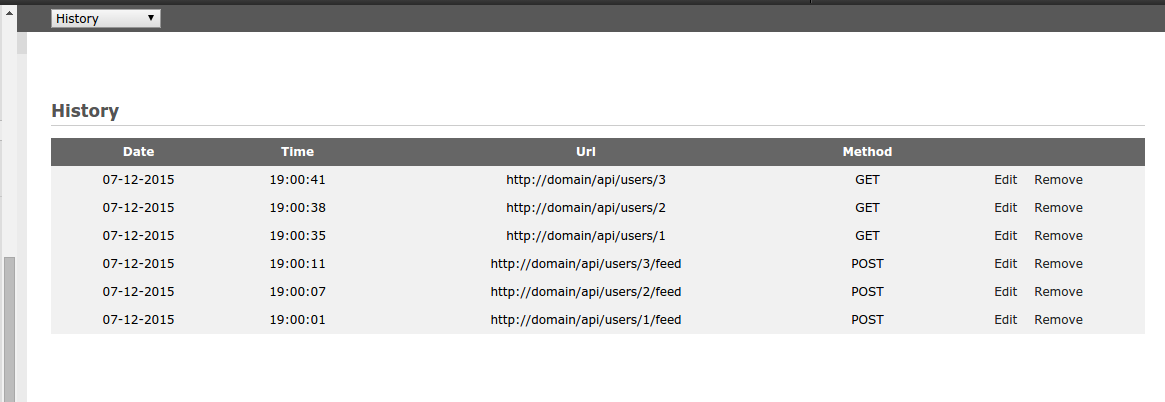 History
History
Date Time Url Method
07-12-2015 19:00:41 http://domain/api/users/3 GET Edit Remove
07-12-2015 19:00:38 http://domain/api/users/2 GET Edit Remove
07-12-2015 19:00:35 http://domain/api/users/1 GET Edit Remove
07-12-2015 19:00:11 http://domain/api/users/3/feed POST Edit Remove
07-12-2015 19:00:07 http://domain/api/users/2/feed POST Edit Remove
07-12-2015 19:00:01 http://domain/api/users/1/feed POST Edit Remove